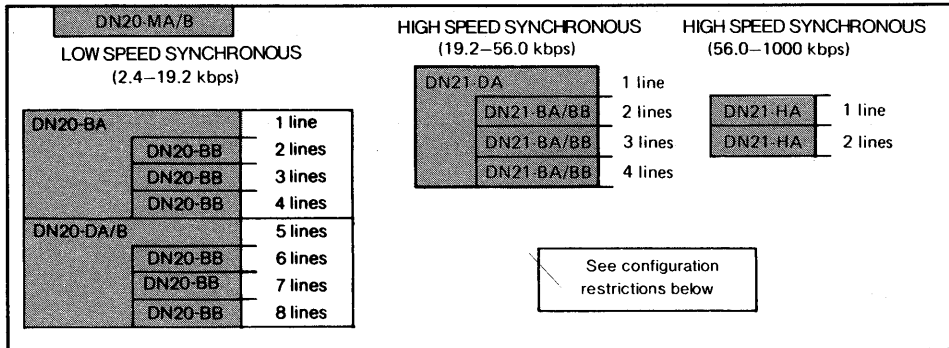 DN20-MA/B
LOW SPEED SYNCHRONOUS
(2.4–19.2 kbps)
DN20-BA 1 line
DN20-BB 2 lines
DN20-BB 3 lines
DN20-BB 4 lines
DN20-DA/B 5 lines
DN20-BB 6 lines
DN20-BB 7 lines
DN20-BB 8 lines
HIGH SPEED SYNCHRONOUS
(19.2–56.0 kbps)
DN21-DA 1 line
DN21-BA/BB 2 lines
DN21-BA/BB 3 lines
DN21-BA/BB 4 lines
HIGH SPEED SYNCHRONOUS
(56.0–1000 kbps)
DN21-HA 1 line
DN21-HA 2 lines
See configuration
restrictions below